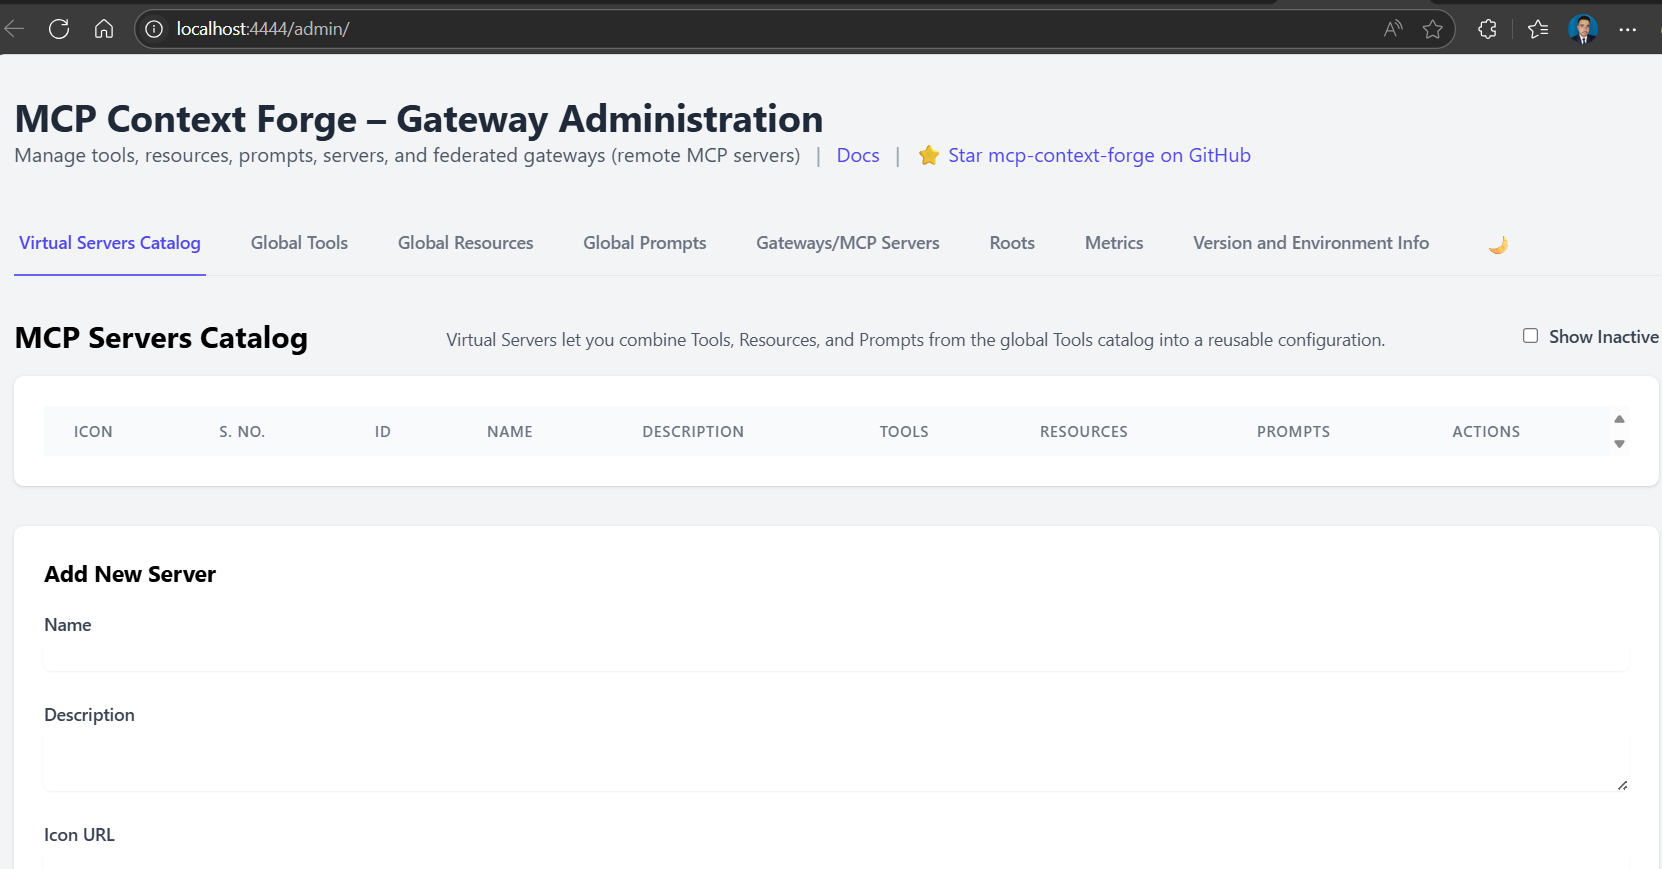 localhost:4444/admin/
MCP Context Forge – Gateway Administration
Manage tools, resources, prompts, servers, and federated gateways (remote MCP servers) | Docs | ⭐ Star mcp-context-forge on GitHub
Virtual Servers Catalog Global Tools Global Resources Global Prompts Gateways/MCP Servers Roots Metrics Version and Environment Info
MCP Servers Catalog Virtual Servers let you combine Tools, Resources, and Prompts from the global Tools catalog into a reusable configuration. Show Inactive
ICON S. NO. ID NAME DESCRIPTION TOOLS RESOURCES PROMPTS ACTIONS
Add New Server
Name
Description
Icon URL